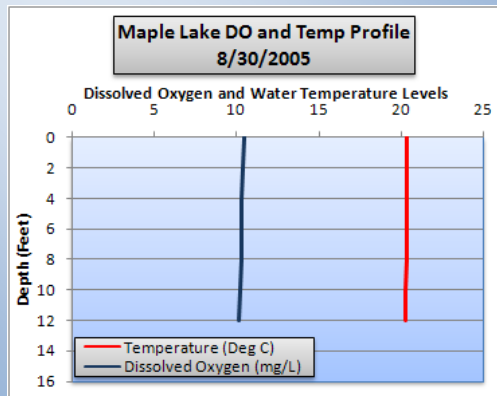 Maple Lake DO and Temp Profile
8/30/2005
Dissolved Oxygen and Water Temperature Levels
0 5 10 15 20 25
0
2
4
6
8
10
12
14
16
Depth (Feet)
Temperature (Deg C)
Dissolved Oxygen (mg/L)